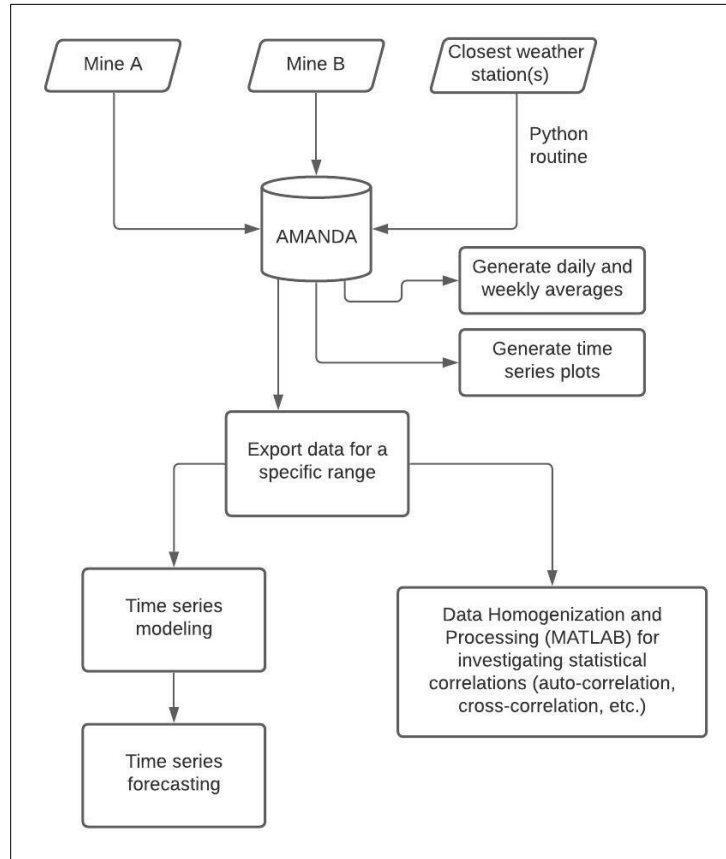 Mine A
Mine B
Closest weather
station(s)
Python
routine
AMANDA
Generate daily and
weekly averages
Generate time
series plots
Export data for a
specific range
Time series
modeling
Data Homogenization and
Processing (MATLAB) for
investigating statistical
correlations (auto-correlation,
cross-correlation, etc.)
Time series
forecasting